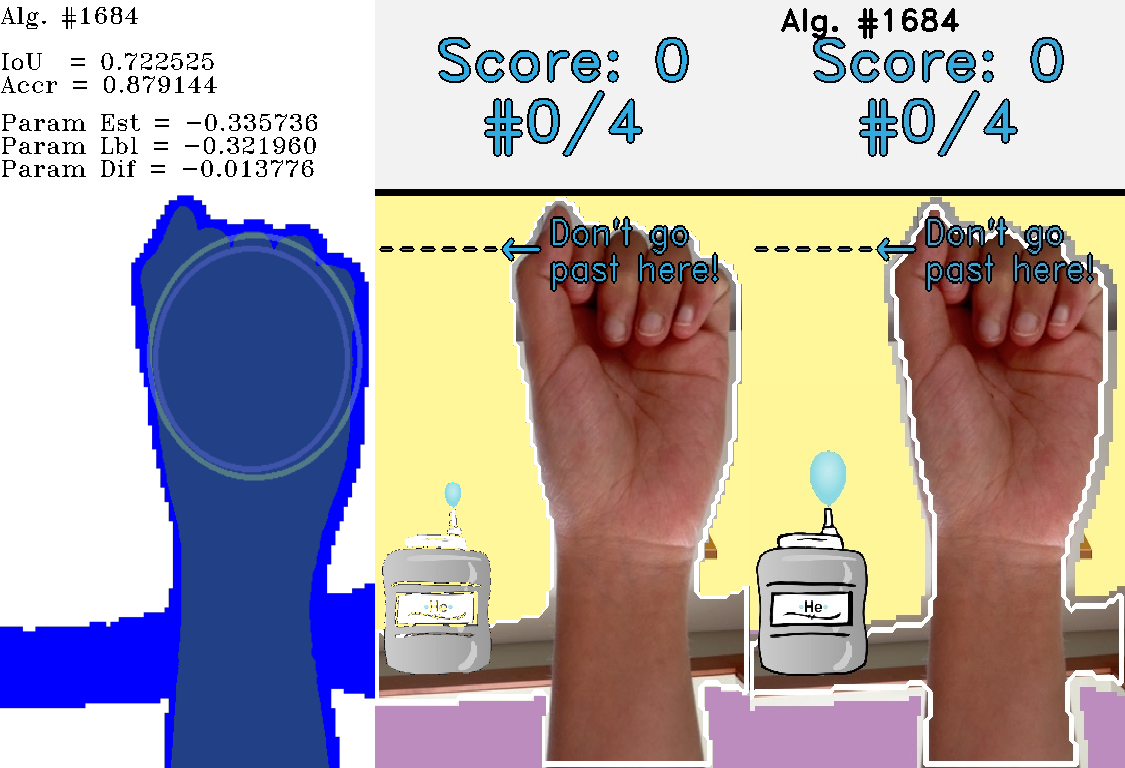 Alg. #1684
IoU = 0.722525
Accr = 0.879144
Param Est = −0.335736
Param Lbl = −0.321960
Param Dif = −0.013776
Score: 0
#0/4
Don't go
past here!
He
Alg. #1684
Score: 0
#0/4
Don't go
past here!
He